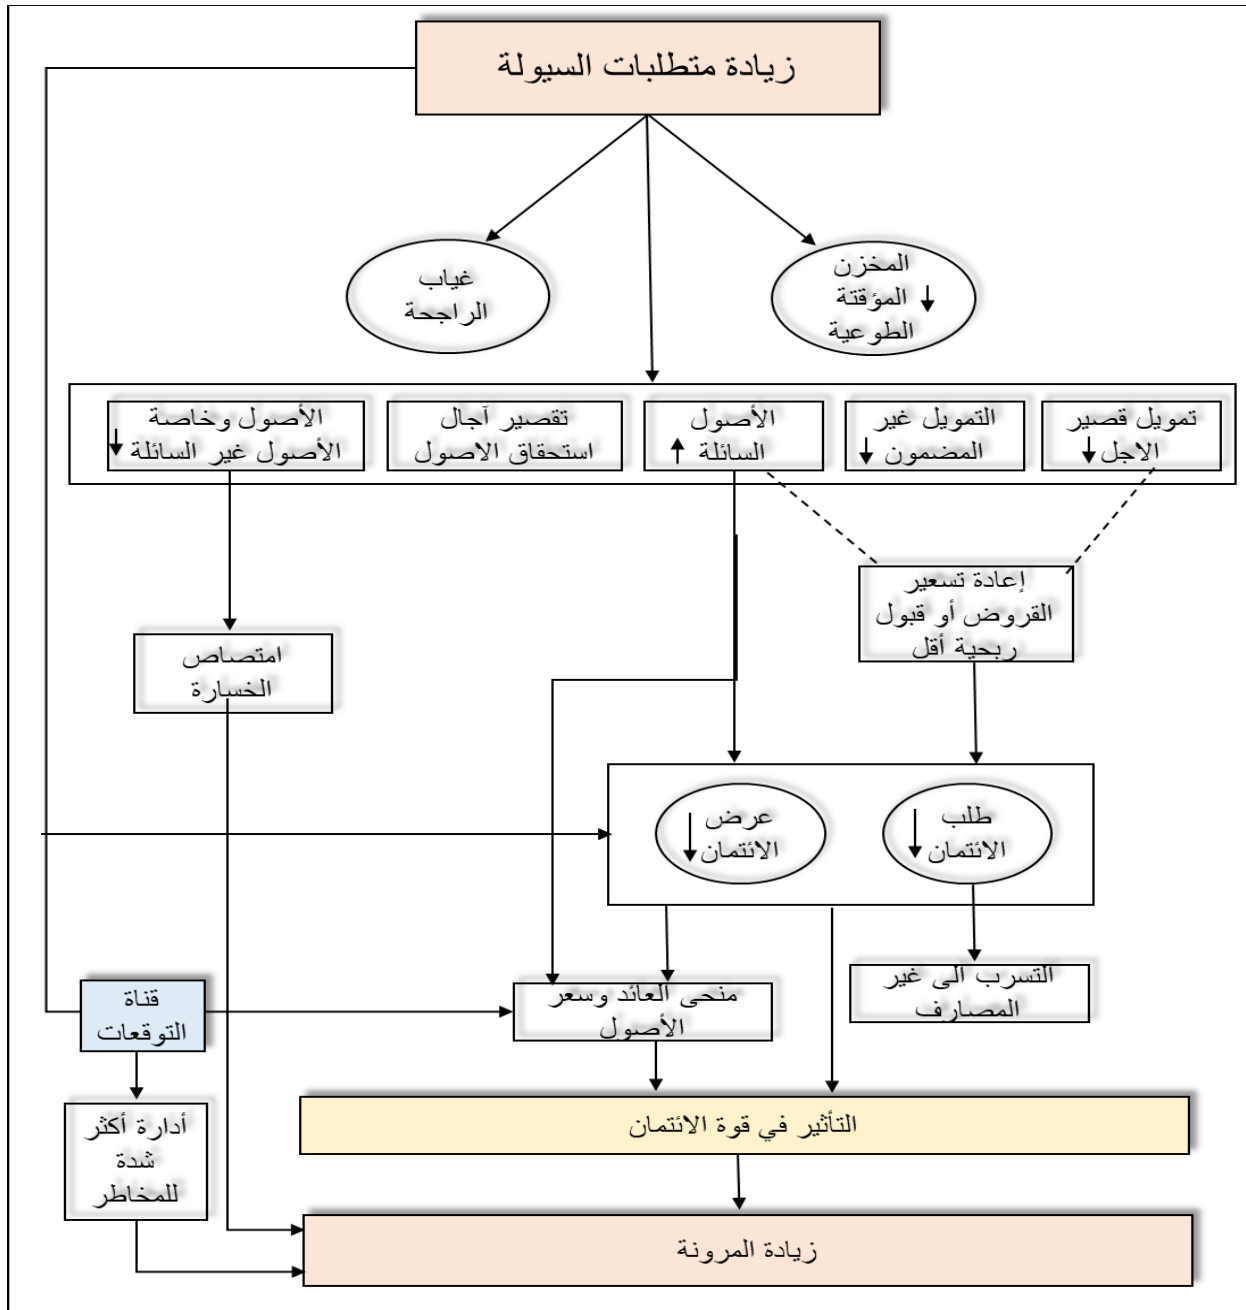 زيادة متطلبات السيولة
المخزن
المؤقتة
الطوعية
غياب
الراجحة
تمويل قصير
الاجل
التمويل غير
المضمون
الأصول
السائلة
تقصير آجال
استحقاق الاصول
الأصول وخاصة
الأصول غير السائلة
إعادة تسعير
القروض أو قبول
ربحية أقل
امتصاص
الخسارة
طلب
الائتمان
عرض
الائتمان
التسرب الى غير
المصارف
منحى العائد وسعر
الأصول
قناة
التوقعات
أدارة أكثر
شدة
للمخاطر
التأثير في قوة الائتمان
زيادة المرونة